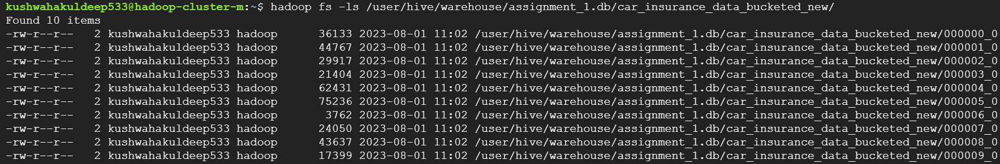 kushwahakuldeep533@hadoop-cluster-m:~$ hadoop fs -ls /user/hive/warehouse/assignment_1.db/car_insurance_data_bucketed_new/
Found 10 items
-rw-r--r--   2 kushwahakuldeep533 hadoop      36133 2023-08-01 11:02 /user/hive/warehouse/assignment_1.db/car_insurance_data_bucketed_new/000000_0
-rw-r--r--   2 kushwahakuldeep533 hadoop      44767 2023-08-01 11:02 /user/hive/warehouse/assignment_1.db/car_insurance_data_bucketed_new/000001_0
-rw-r--r--   2 kushwahakuldeep533 hadoop      29917 2023-08-01 11:02 /user/hive/warehouse/assignment_1.db/car_insurance_data_bucketed_new/000002_0
-rw-r--r--   2 kushwahakuldeep533 hadoop      21404 2023-08-01 11:02 /user/hive/warehouse/assignment_1.db/car_insurance_data_bucketed_new/000003_0
-rw-r--r--   2 kushwahakuldeep533 hadoop      62431 2023-08-01 11:02 /user/hive/warehouse/assignment_1.db/car_insurance_data_bucketed_new/000004_0
-rw-r--r--   2 kushwahakuldeep533 hadoop      75236 2023-08-01 11:02 /user/hive/warehouse/assignment_1.db/car_insurance_data_bucketed_new/000005_0
-rw-r--r--   2 kushwahakuldeep533 hadoop       3762 2023-08-01 11:02 /user/hive/warehouse/assignment_1.db/car_insurance_data_bucketed_new/000006_0
-rw-r--r--   2 kushwahakuldeep533 hadoop      24050 2023-08-01 11:02 /user/hive/warehouse/assignment_1.db/car_insurance_data_bucketed_new/000007_0
-rw-r--r--   2 kushwahakuldeep533 hadoop      43637 2023-08-01 11:02 /user/hive/warehouse/assignment_1.db/car_insurance_data_bucketed_new/000008_0
-rw-r--r--   2 kushwahakuldeep533 hadoop      17399 2023-08-01 11:02 /user/hive/warehouse/assignment_1.db/car_insurance_data_bucketed_new/000009_0